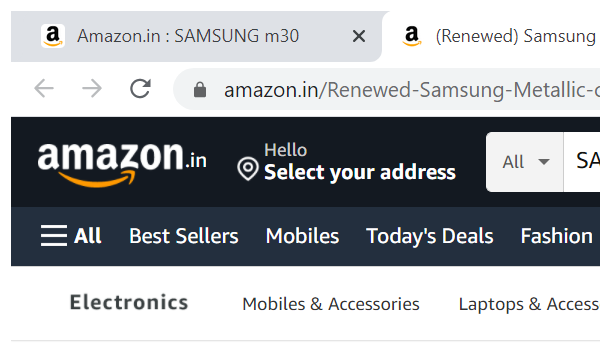 Amazon.in : SAMSUNG m30
(Renewed) Samsung
amazon.in/Renewed-Samsung-Metallic-
amazon.in
Hello
Select your address
All
SA
All Best Sellers Mobiles Today's Deals Fashion
Electronics Mobiles & Accessories Laptops & Access